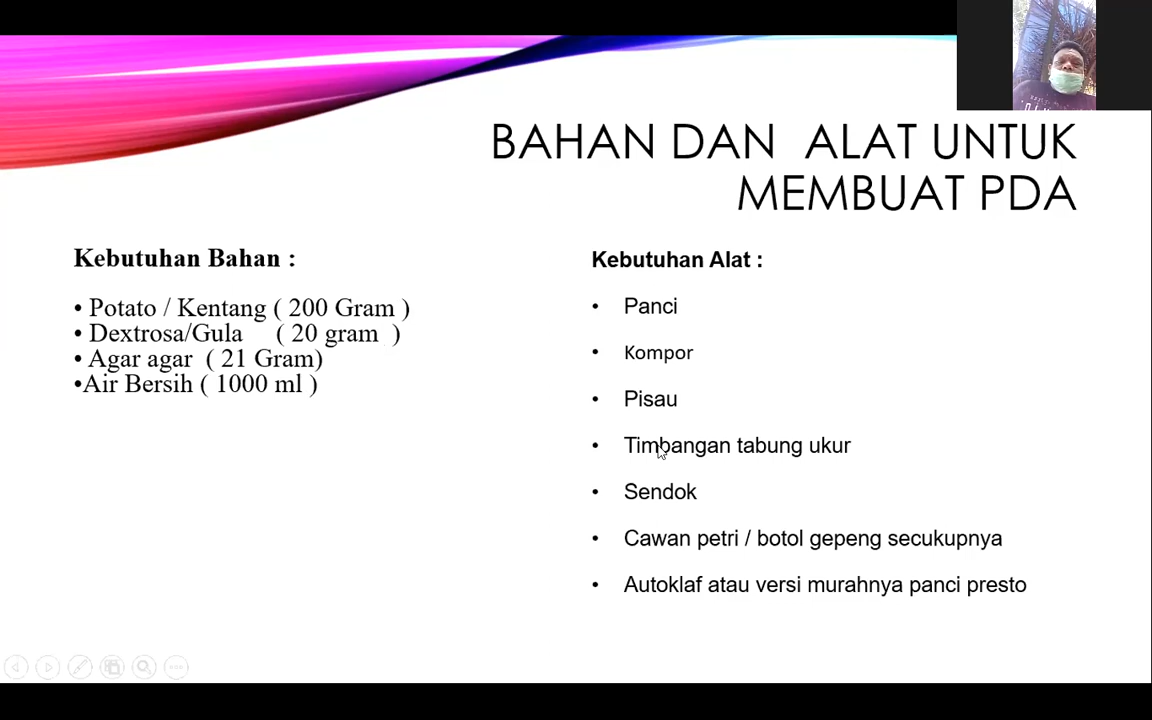 BAHAN DAN ALAT UNTUK
MEMBUAT PDA
Kebutuhan Bahan :
• Potato / Kentang ( 200 Gram )
• Dextrosa/Gula ( 20 gram )
• Agar agar ( 21 Gram)
•Air Bersih ( 1000 ml )
Kebutuhan Alat :
• Panci
• Kompor
• Pisau
• Timbangan tabung ukur
• Sendok
• Cawan petri / botol gepeng secukupnya
• Autoklaf atau versi murahnya panci presto